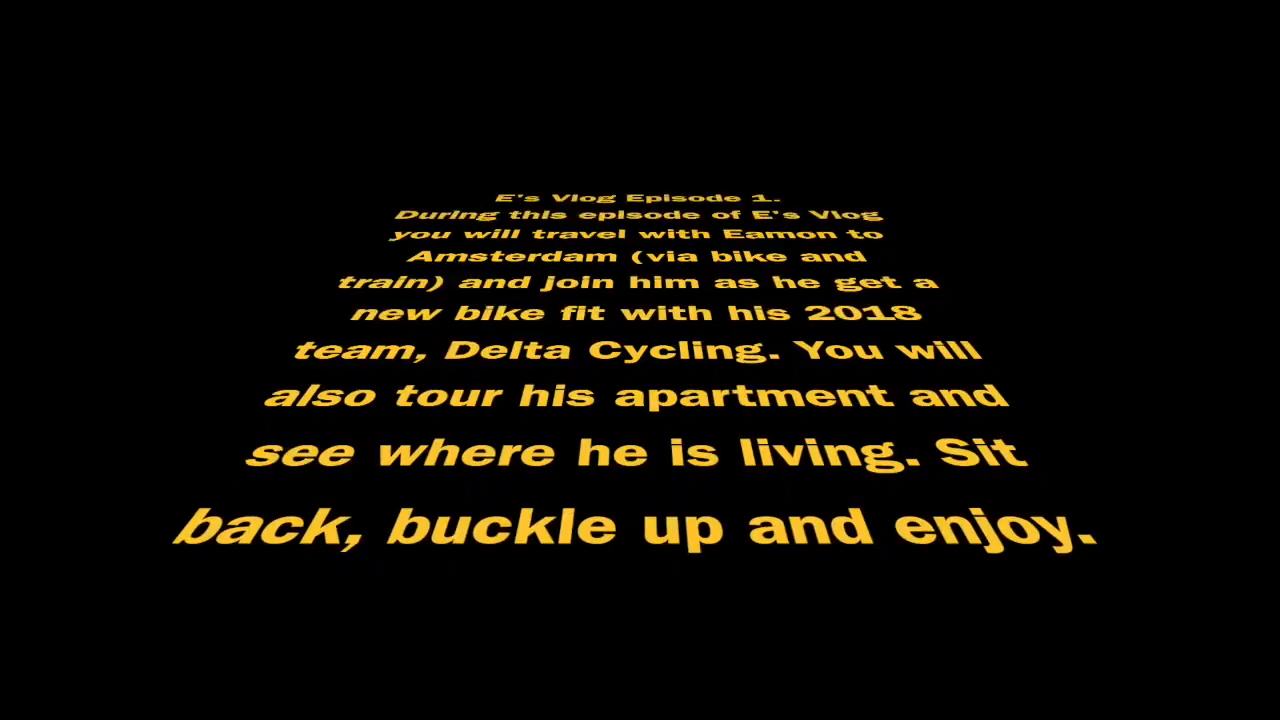 E's Vlog Episode 1.
During this episode of E's Vlog
you will travel with Eamon to
Amsterdam (via bike and
train) and join him as he get a
new bike fit with his 2018
team, Delta Cycling. You will
also tour his apartment and
see where he is living. Sit
back, buckle up and enjoy.